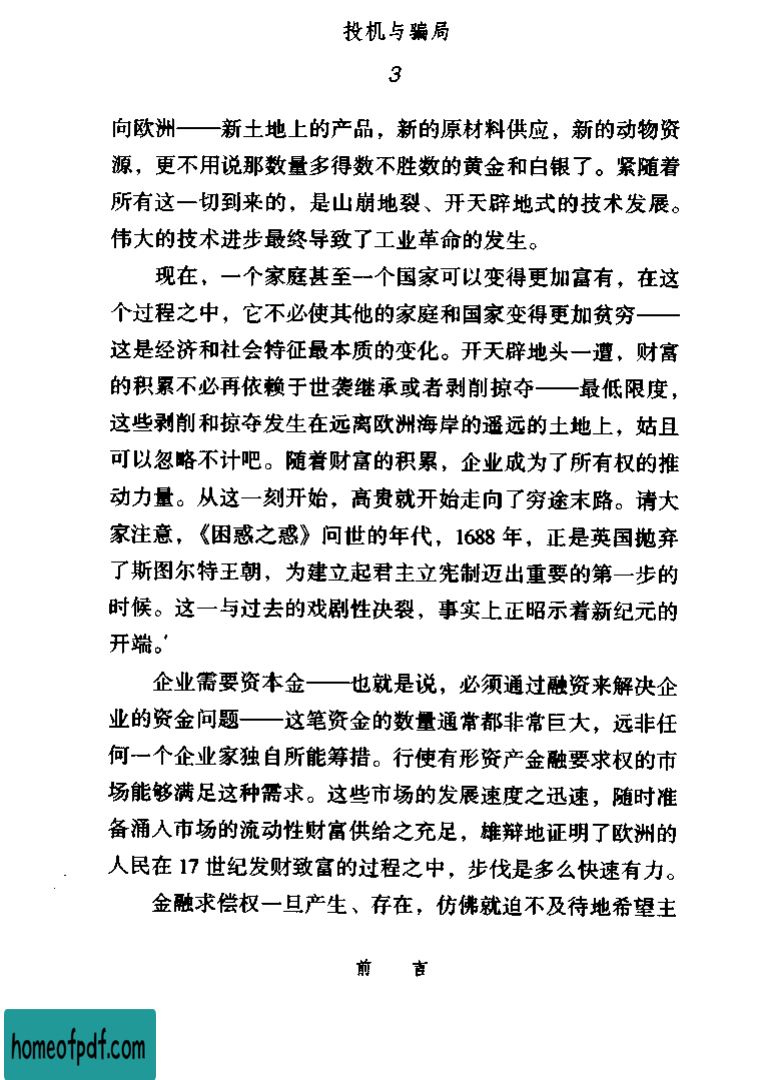 投机与骗局
3
向欧洲——新土地上的产品，新的原材料供应，新的动物资
源，更不用说那数量多得数不胜数的黄金和白银了。紧随着
所有这一切到来的，是山崩地裂、开天辟地式的技术发展。
伟大的技术进步最终导致了工业革命的发生。
现在，一个家庭甚至一个国家可以变得更加富有，在这
个过程之中，它不必使其他的家庭和国家变得更加贫穷——
这是经济和社会特征最本质的变化。开天辟地头一遭，财富
的积累不必再依赖于世袭继承或者剥削掠夺——最低限度，
这些剥削和掠夺发生在远离欧洲海岸的遥远的土地上，姑且
可以忽略不计吧。随着财富的积累，企业成为了所有权的推
动力量。从这一刻开始，高贵就开始走向了穷途末路。请大
家注意，《困惑之惑》问世的年代，1688 年，正是英国抛弃
了斯图尔特王朝，为建立起君主立宪制迈出重要的第一步的
时候。这一与过去的戏剧性决裂，事实上正昭示着新纪元的
开端。
企业需要资本金——也就是说，必须通过融资来解决企
业的资金问题——这笔资金的数量通常都非常巨大，远非任
何一个企业家独自所能筹措。行使有形资产金融要求权的市
场能够满足这种需求。这些市场的发展速度之迅速，随时准
备涌入市场的流动性财富供给之充足，雄辩地证明了欧洲的
人民在 17 世纪发财致富的过程之中，步伐是多么快速有力。
金融求偿权一旦产生、存在，仿佛就迫不及待地希望主
前 言
homeofpdf.com